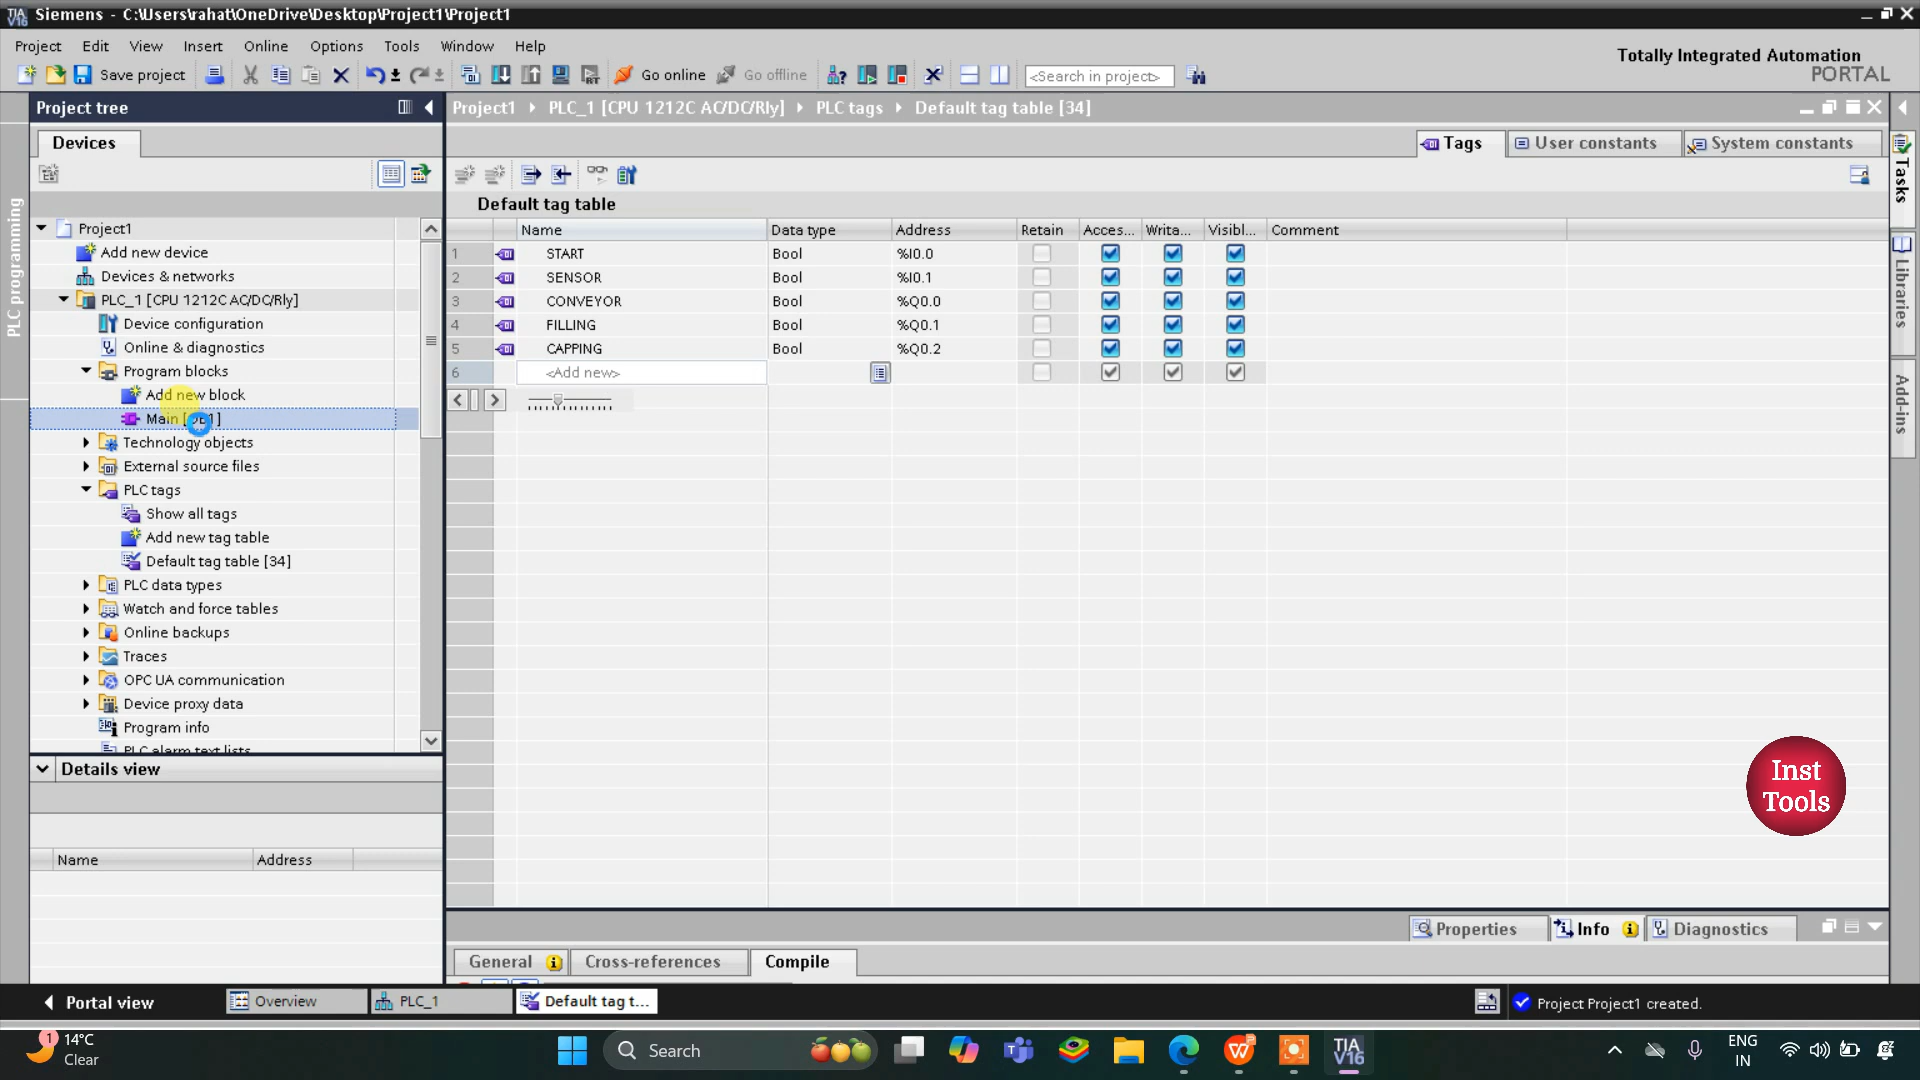 Siemens - C:\Users\rahat\OneDrive\Desktop\Project1\Project1
Project Edit View Insert Online Options Tools Window Help
Totally Integrated Automation
PORTAL
Save project
Go online
Go offline
<Search in project>
Project tree
Project1 PLC_1 [CPU 1212C AC/DC/Rly] PLC tags Default tag table [34]
Devices
Tags
User constants
System constants
PLC programming
Tasks
Libraries
Add-ins
Default tag table
Name Data type Address Retain Acces... Writa... Visibl... Comment
1 START Bool %I0.0
2 SENSOR Bool %I0.1
3 CONVEYOR Bool %Q0.0
4 FILLING Bool %Q0.1
5 CAPPING Bool %Q0.2
6 <Add new>
Project1
Add new device
Devices & networks
PLC_1 [CPU 1212C AC/DC/Rly]
Device configuration
Online & diagnostics
Program blocks
Add new block
Main [OB1]
Technology objects
External source files
PLC tags
Show all tags
Add new tag table
Default tag table [34]
PLC data types
Watch and force tables
Online backups
Traces
OPC UA communication
Device proxy data
Program info
PLC alarm text lists
Details view
Name Address
Inst
Tools
Properties
Info
Diagnostics
General
Cross-references
Compile
Portal view
Overview
PLC_1
Default tag t...
Project Project1 created.
1
14°C
Clear
Search
TIA
V16
ENG
IN